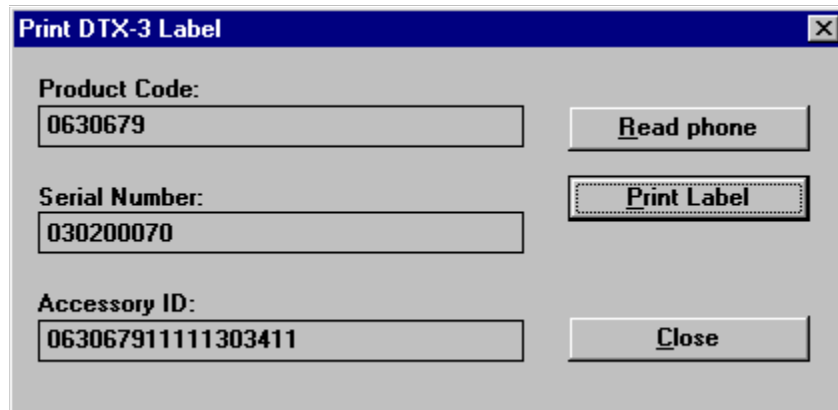 Print DTX-3 Label
Product Code:
0630679
Read phone
Serial Number:
Print Label
030200070
Accessory ID:
063067911111303411
Close